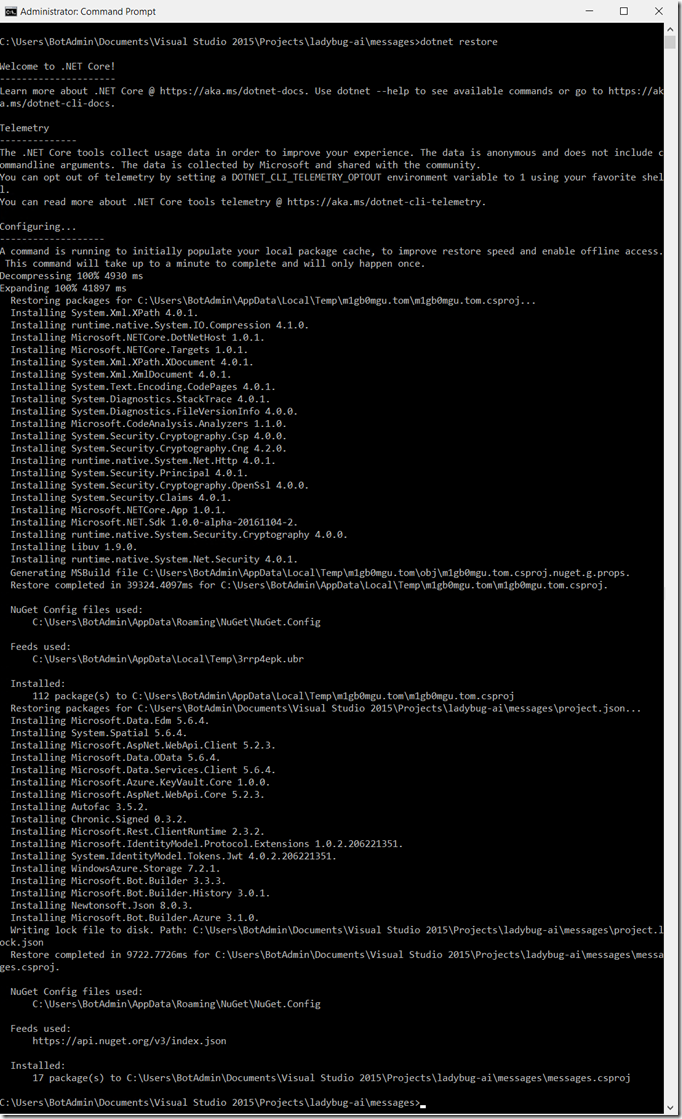 Administrator: Command Prompt
C:\Users\BotAdmin\Documents\Visual Studio 2015\Projects\ladybug-ai\messages>dotnet restore
Welcome to .NET Core!
---------------------
Learn more about .NET Core @ https://aka.ms/dotnet-docs. Use dotnet --help to see available commands or go to https://ak
a.ms/dotnet-cli-docs.
Telemetry
--------------
The .NET Core tools collect usage data in order to improve your experience. The data is anonymous and does not include c
ommandline arguments. The data is collected by Microsoft and shared with the community.
You can opt out of telemetry by setting a DOTNET_CLI_TELEMETRY_OPTOUT environment variable to 1 using your favorite shel
l.
You can read more about .NET Core tools telemetry @ https://aka.ms/dotnet-cli-telemetry.
Configuring...
-------------------
A command is running to initially populate your local package cache, to improve restore speed and enable offline access.
 This command will take up to a minute to complete and will only happen once.
Decompressing 100% 4930 ms
Expanding 100% 41897 ms
  Restoring packages for C:\Users\BotAdmin\AppData\Local\Temp\m1gb0mgu.tom\m1gb0mgu.tom.csproj...
  Installing System.Xml.XPath 4.0.1.
  Installing runtime.native.System.IO.Compression 4.1.0.
  Installing Microsoft.NETCore.DotNetHost 1.0.1.
  Installing Microsoft.NETCore.Targets 1.0.1.
  Installing System.Xml.XPath.XDocument 4.0.1.
  Installing System.Xml.XmlDocument 4.0.1.
  Installing System.Text.Encoding.CodePages 4.0.1.
  Installing System.Diagnostics.StackTrace 4.0.1.
  Installing System.Diagnostics.FileVersionInfo 4.0.0.
  Installing Microsoft.CodeAnalysis.Analyzers 1.1.0.
  Installing System.Security.Cryptography.Csp 4.0.0.
  Installing System.Security.Cryptography.Cng 4.2.0.
  Installing runtime.native.System.Net.Http 4.0.1.
  Installing System.Security.Principal 4.0.1.
  Installing System.Security.Cryptography.OpenSsl 4.0.0.
  Installing System.Security.Claims 4.0.1.
  Installing Microsoft.NETCore.App 1.0.1.
  Installing Microsoft.NET.Sdk 1.0.0-alpha-20161104-2.
  Installing runtime.native.System.Security.Cryptography 4.0.0.
  Installing Libuv 1.9.0.
  Installing runtime.native.System.Net.Security 4.0.1.
  Generating MSBuild file C:\Users\BotAdmin\AppData\Local\Temp\m1gb0mgu.tom\obj\m1gb0mgu.tom.csproj.nuget.g.props.
  Restore completed in 39324.4097ms for C:\Users\BotAdmin\AppData\Local\Temp\m1gb0mgu.tom\m1gb0mgu.tom.csproj.
  NuGet Config files used:
      C:\Users\BotAdmin\AppData\Roaming\NuGet\NuGet.Config
  Feeds used:
      C:\Users\BotAdmin\AppData\Local\Temp\3rrp4epk.ubr
  Installed:
      112 package(s) to C:\Users\BotAdmin\AppData\Local\Temp\m1gb0mgu.tom\m1gb0mgu.tom.csproj
  Restoring packages for C:\Users\BotAdmin\Documents\Visual Studio 2015\Projects\ladybug-ai\messages\project.json...
  Installing Microsoft.Data.Edm 5.6.4.
  Installing System.Spatial 5.6.4.
  Installing Microsoft.AspNet.WebApi.Client 5.2.3.
  Installing Microsoft.Data.OData 5.6.4.
  Installing Microsoft.Data.Services.Client 5.6.4.
  Installing Microsoft.Azure.KeyVault.Core 1.0.0.
  Installing Microsoft.AspNet.WebApi.Core 5.2.3.
  Installing Autofac 3.5.2.
  Installing Chronic.Signed 0.3.2.
  Installing Microsoft.Rest.ClientRuntime 2.3.2.
  Installing Microsoft.IdentityModel.Protocol.Extensions 1.0.2.206221351.
  Installing System.IdentityModel.Tokens.Jwt 4.0.2.206221351.
  Installing WindowsAzure.Storage 7.2.1.
  Installing Microsoft.Bot.Builder 3.3.3.
  Installing Microsoft.Bot.Builder.History 3.0.1.
  Installing Newtonsoft.Json 8.0.3.
  Installing Microsoft.Bot.Builder.Azure 3.1.0.
  Writing lock file to disk. Path: C:\Users\BotAdmin\Documents\Visual Studio 2015\Projects\ladybug-ai\messages\project.l
ock.json
  Restore completed in 9722.7726ms for C:\Users\BotAdmin\Documents\Visual Studio 2015\Projects\ladybug-ai\messages\messa
ges.csproj.
  NuGet Config files used:
      C:\Users\BotAdmin\AppData\Roaming\NuGet\NuGet.Config
  Feeds used:
      https://api.nuget.org/v3/index.json
  Installed:
      17 package(s) to C:\Users\BotAdmin\Documents\Visual Studio 2015\Projects\ladybug-ai\messages\messages.csproj
C:\Users\BotAdmin\Documents\Visual Studio 2015\Projects\ladybug-ai\messages>